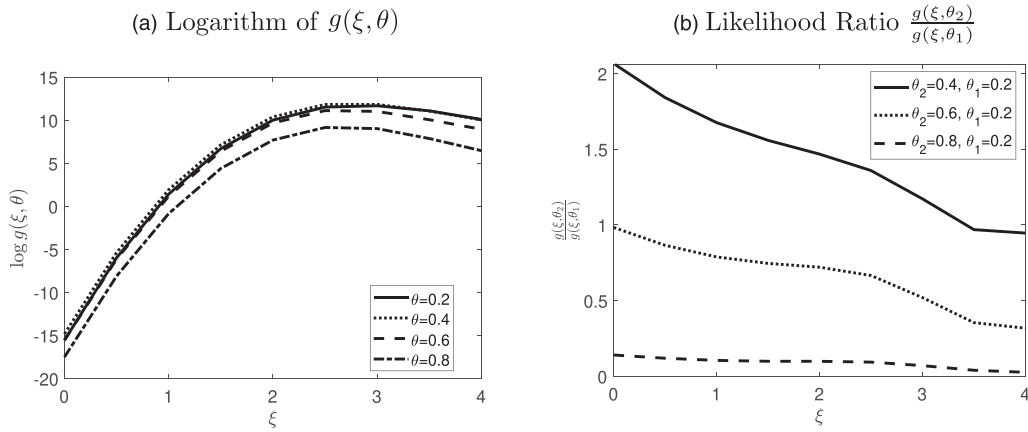 (a) Logarithm of g(ξ, θ)
15
10
5
0
-5
-10
-15
-20
log g(ξ, θ)
0 1 2 3 4
ξ
θ=0.2
θ=0.4
θ=0.6
θ=0.8
(b) Likelihood Ratio g(ξ,θ₂)/g(ξ,θ₁)
2
1.5
1
0.5
0
g(ξ,θ₂)/g(ξ,θ₁)
0 1 2 3 4
ξ
θ₂=0.4, θ₁=0.2
θ₂=0.6, θ₁=0.2
θ₂=0.8, θ₁=0.2